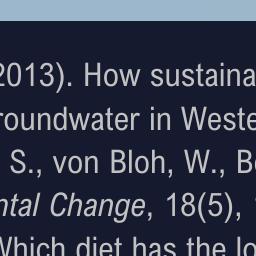 2013). How sustaina
roundwater in Weste
S., von Bloh, W., B
ntal Change, 18(5),
Which diet has the lo